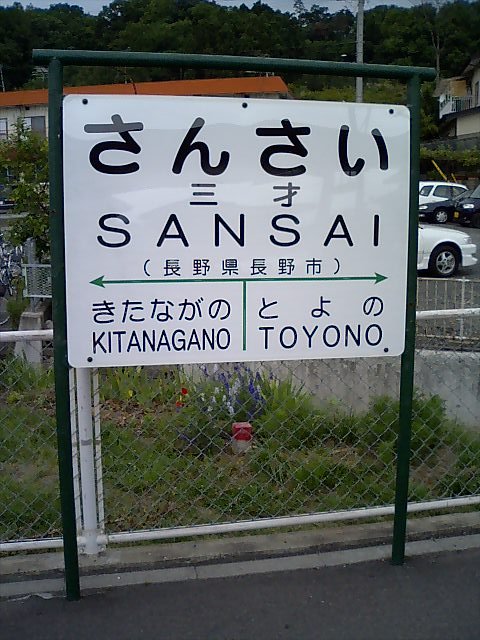 さんさい
三才
SANSAI
（長野県長野市）
きたながの とよの
KITANAGANO TOYONO